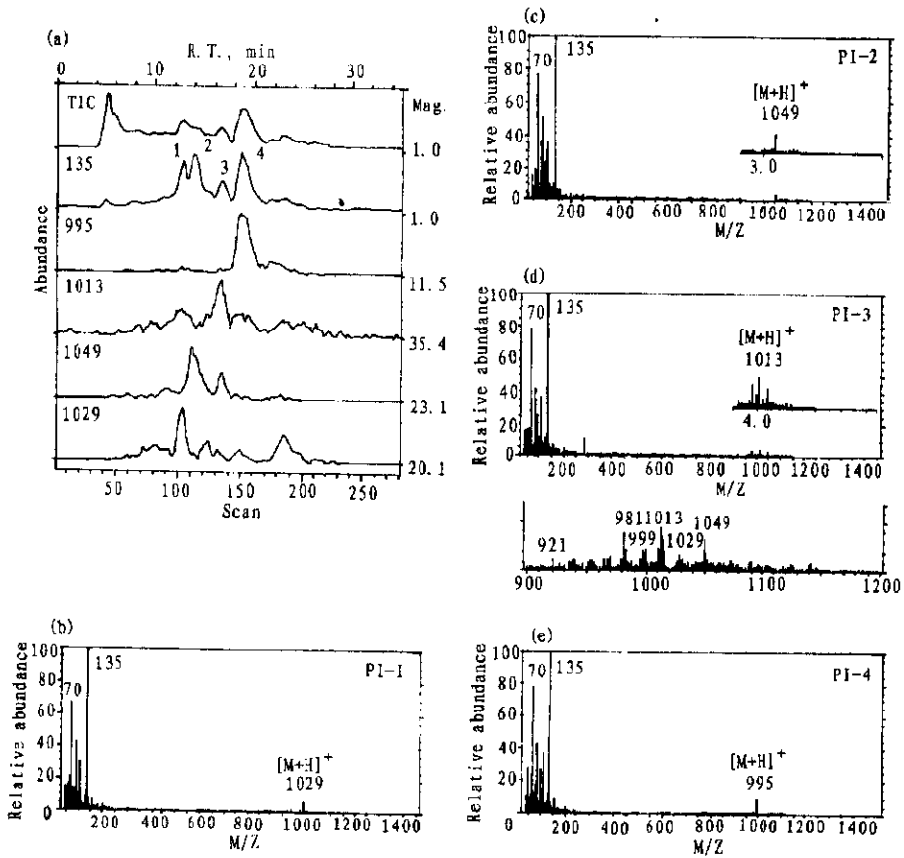 (a)
R.T., min
0 10 20 30
TIC
Mag.
1.0
135
1 2 3 4
1.0
995
11.5
1013
35.4
1049
23.1
1029
20.1
Abundance
50 100 150 200 250
Scan
(b)
PI-1
100
80
60
40
20
0
Relative abundance
70
135
[M+H]+
1029
200 400 600 800 1000 1200 1400
M/Z
(c)
PI-2
100
80
60
40
20
0
Relative abundance
70
135
[M+H]+
1049
3.0
200 400 600 800 1000 1200 1400
M/Z
(d)
PI-3
100
80
60
40
20
0
Relative abundance
70
135
[M+H]+
1013
4.0
200 400 600 800 1000 1200 1400
M/Z
921 981 999 1013 1029 1049
900 1000 1100 1200
(e)
PI-4
100
80
60
40
20
0
Relative abundance
70
135
[M+H]+
995
0 200 400 600 800 1000 1200 1400
M/Z